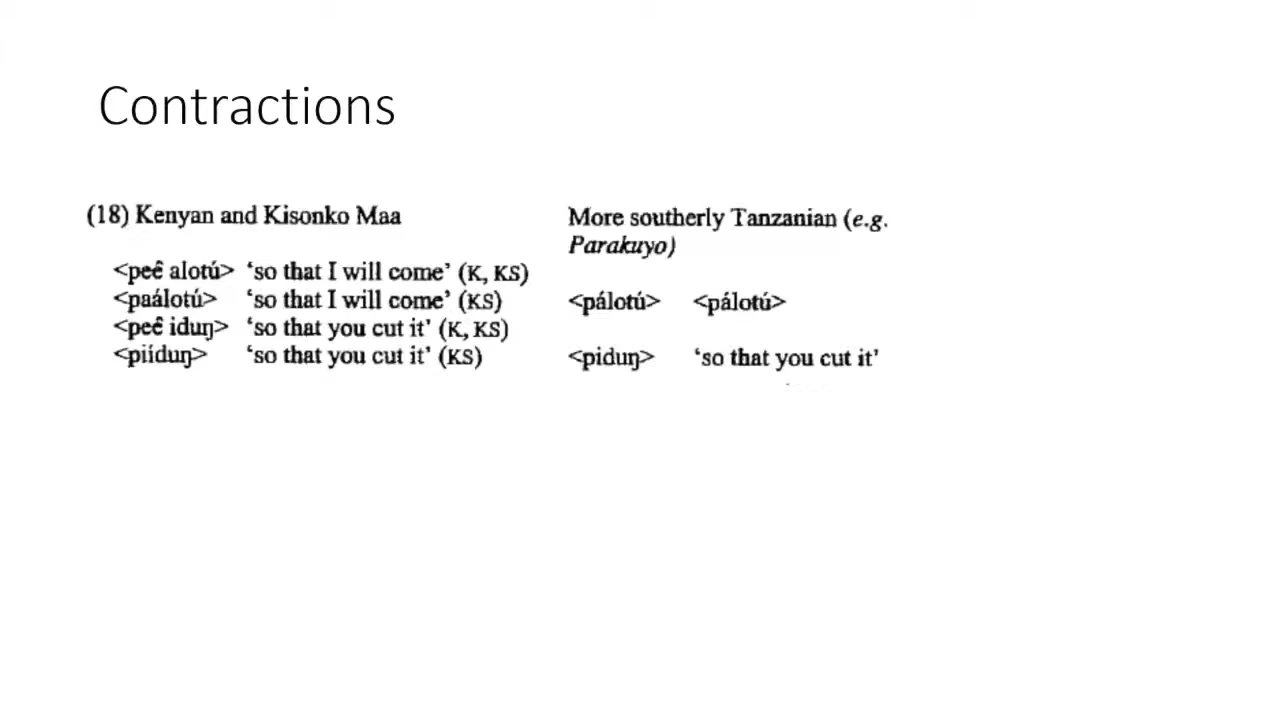 Contractions
(18) Kenyan and Kisonko Maa
<peê alotú> ‘so that I will come’ (K, KS)
<paálotú> ‘so that I will come’ (KS)
<peê iduŋ> ‘so that you cut it’ (K, KS)
<piíduŋ> ‘so that you cut it’ (KS)
More southerly Tanzanian (e.g.
Parakuyo)
<pálotú> <pálotú>
<piduŋ> ‘so that you cut it’